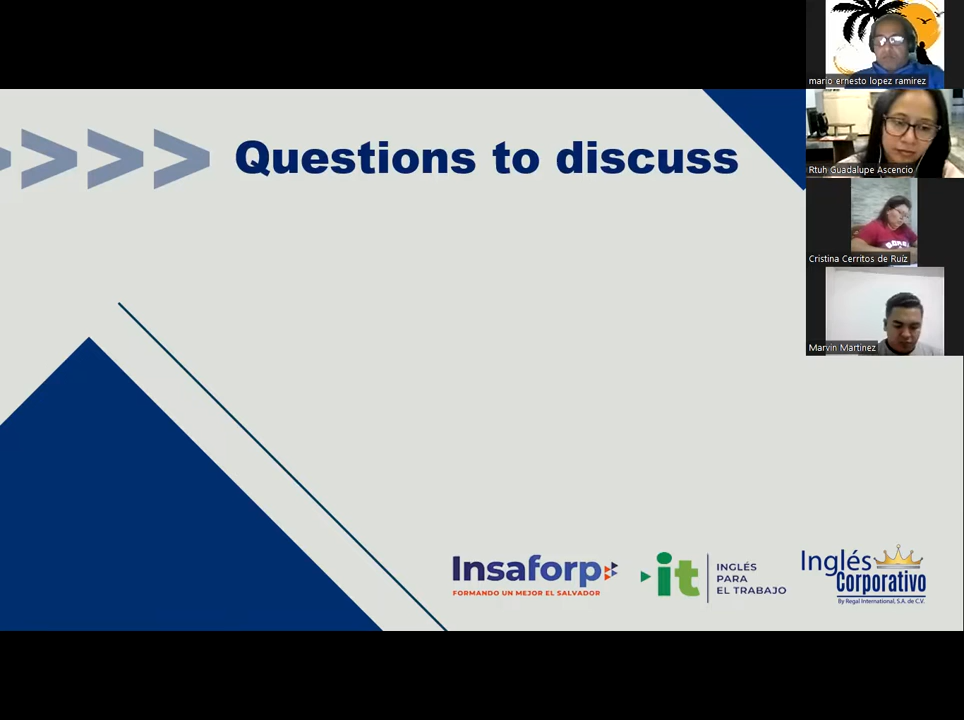 mario ernesto lopez ramirez
>>>> Questions to discuss
Rtuh Guadalupe Ascencio
Cristina Cerritos de Ruíz
Marvin Martinez
Insaforp
FORMANDO UN MEJOR EL SALVADOR
it
INGLÉS
PARA
EL TRABAJO
Inglés
Corporativo
By Regal International, S.A. de C.V.